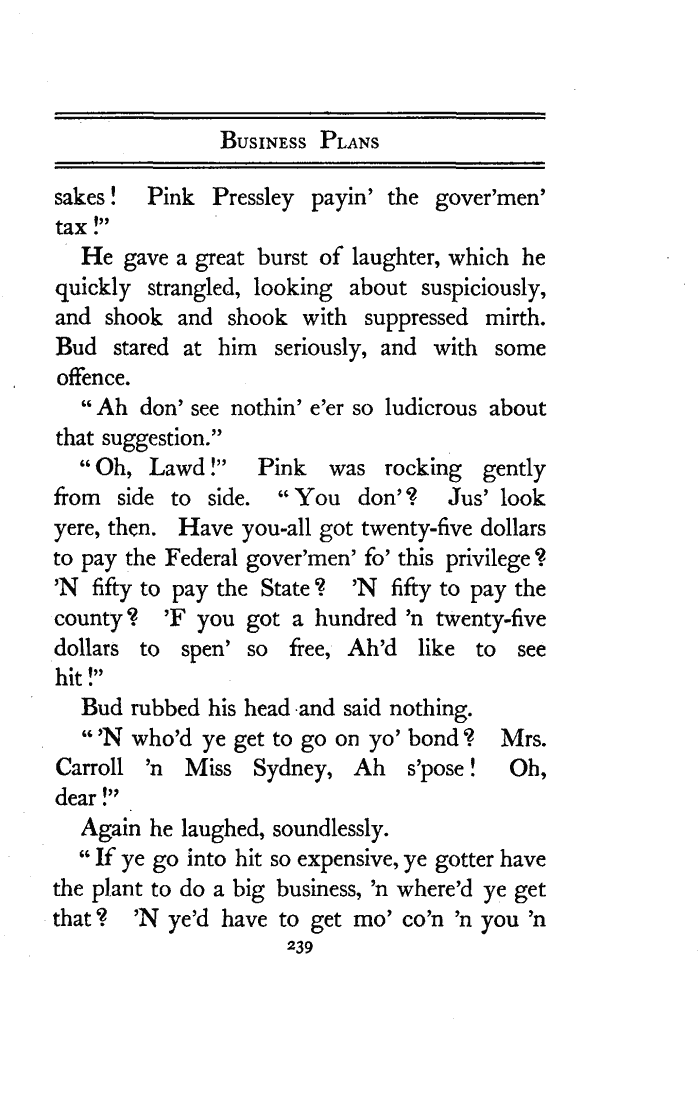 Business Plans
sakes! Pink Pressley payin' the gover'men'
tax!"
He gave a great burst of laughter, which he
quickly strangled, looking about suspiciously,
and shook and shook with suppressed mirth.
Bud stared at him seriously, and with some
offence.
"Ah don' see nothin' e'er so ludicrous about
that suggestion."
"Oh, Lawd!" Pink was rocking gently
from side to side. "You don'? Jus' look
yere, then. Have you-all got twenty-five dollars
to pay the Federal gover'men' fo' this privilege?
'N fifty to pay the State? 'N fifty to pay the
county? 'F you got a hundred 'n twenty-five
dollars to spen' so free, Ah'd like to see
hit!"
Bud rubbed his head and said nothing.
"'N who'd ye get to go on yo' bond? Mrs.
Carroll 'n Miss Sydney, Ah s'pose! Oh,
dear!"
Again he laughed, soundlessly.
"If ye go into hit so expensive, ye gotter have
the plant to do a big business, 'n where'd ye get
that? 'N ye'd have to get mo' co'n 'n you 'n
239